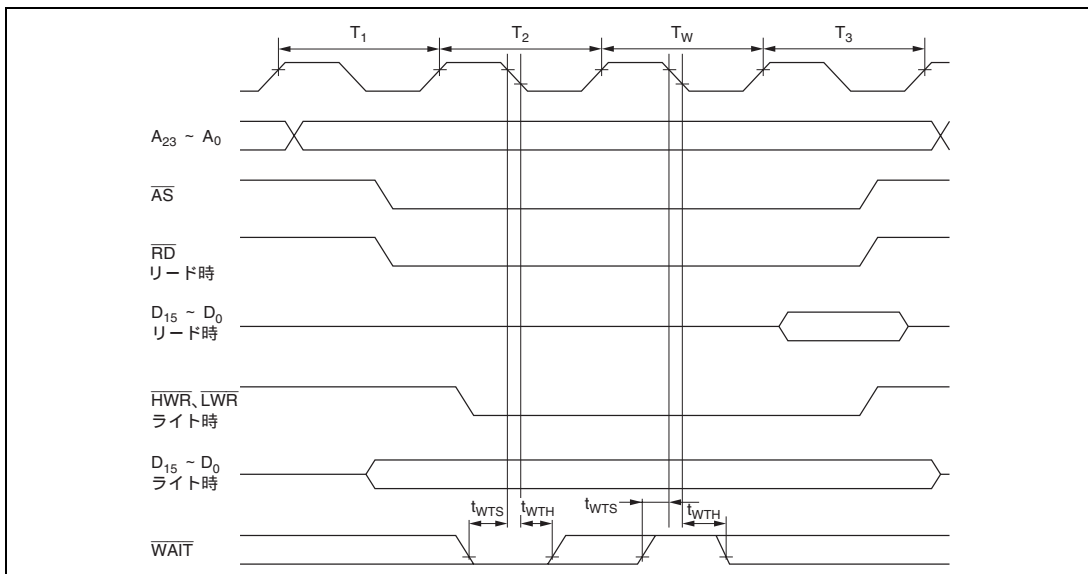 T1 T2 TW T3
A23 ~ A0
AS
RD
リード時
D15 ~ D0
リード時
HWR、LWR
ライト時
D15 ~ D0
ライト時
tWTS tWTH tWTS tWTH
WAIT